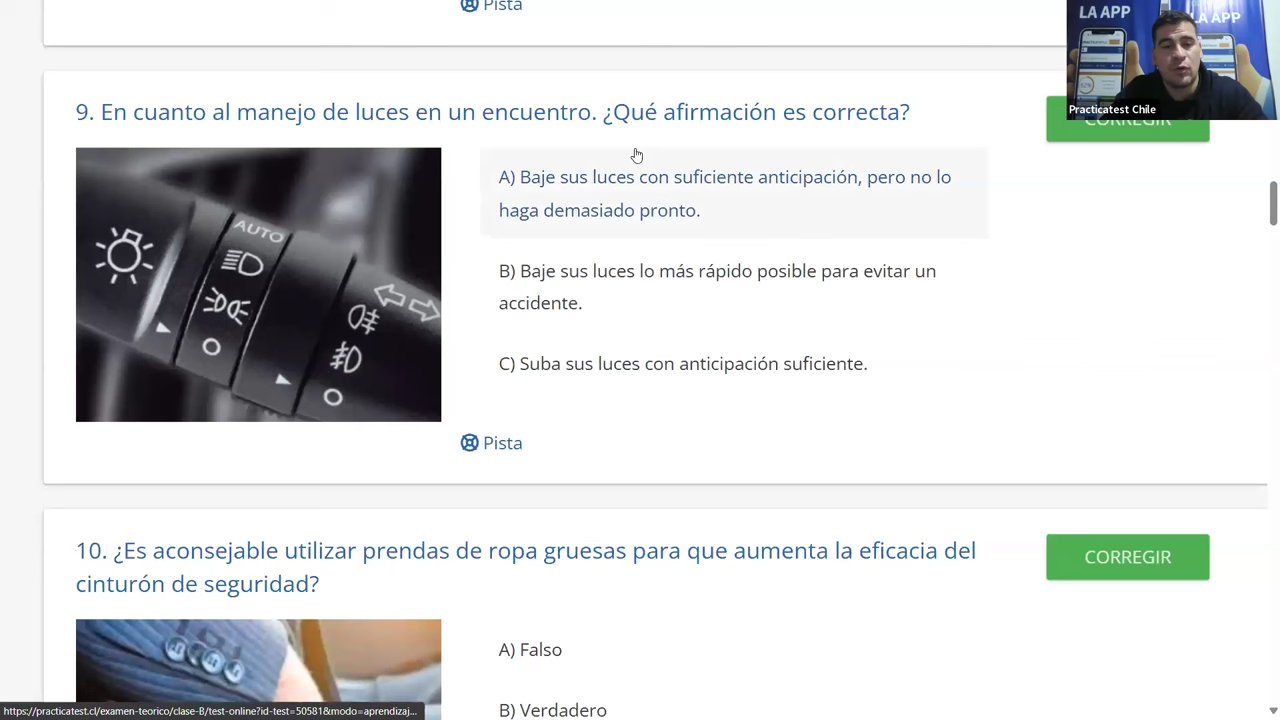 Pista
LA APP
LA APP
Practicatest Chile
9. En cuanto al manejo de luces en un encuentro. ¿Qué afirmación es correcta?
CORREGIR
A) Baje sus luces con suficiente anticipación, pero no lo
haga demasiado pronto.
B) Baje sus luces lo más rápido posible para evitar un
accidente.
C) Suba sus luces con anticipación suficiente.
AUTO
Pista
10. ¿Es aconsejable utilizar prendas de ropa gruesas para que aumenta la eficacia del
cinturón de seguridad?
CORREGIR
A) Falso
B) Verdadero
https://practicatest.cl/examen-teorico/clase-B/test-online?id-test=50581&modo=aprendizaj...